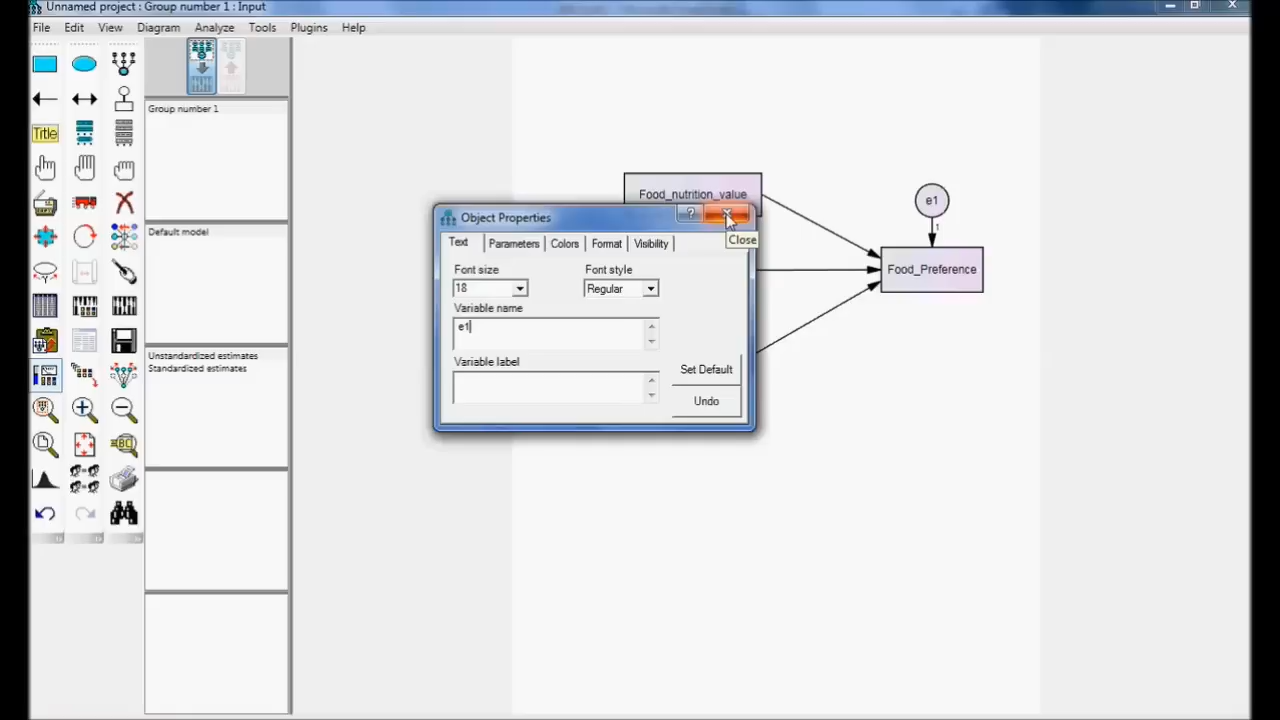 Unnamed project : Group number 1 : Input
File Edit View Diagram Analyze Tools Plugins Help
Title
Group number 1
Default model
Unstandardized estimates
Standardized estimates
ABC
Food_nutrition_value
e1
1
Food_Preference
Object Properties
?
Close
Text Parameters Colors Format Visibility
Font size Font style
18 Regular
Variable name
e1
Variable label
Set Default
Undo